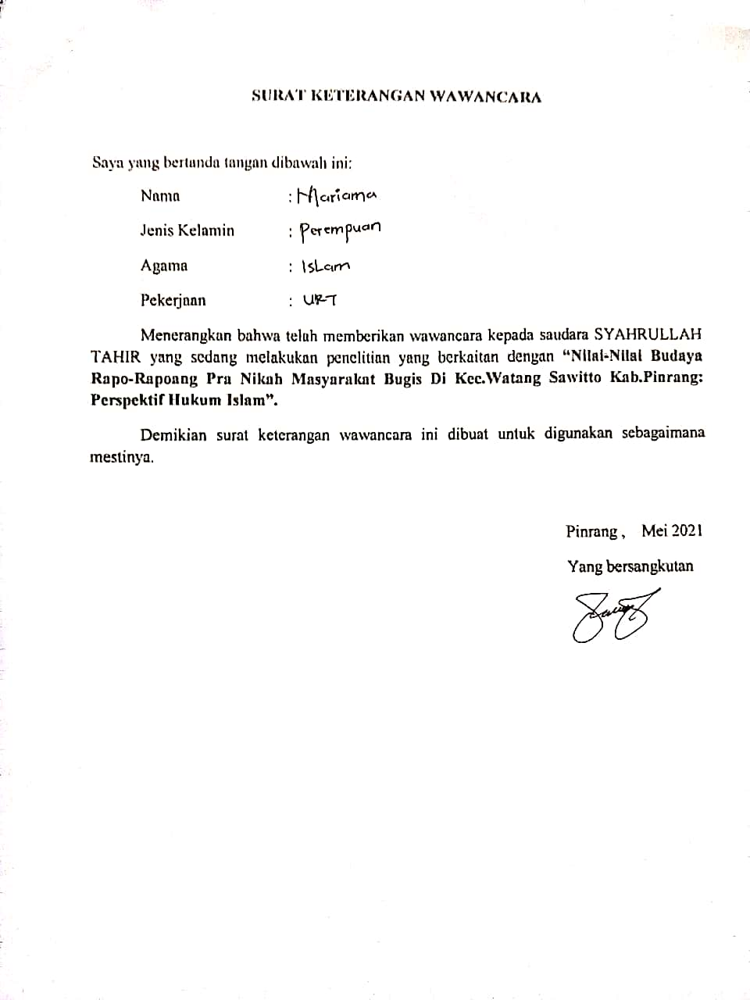 SURAT KETERANGAN WAWANCARA
Saya yang bertanda tangan dibawah ini:
Nama : Mariama
Jenis Kelamin : Perempuan
Agama : Islam
Pekerjaan : URT
Menerangkan bahwa telah memberikan wawancara kepada saudara SYAHRULLAH
TAHIR yang sedang melakukan penelitian yang berkaitan dengan “Nilai-Nilai Budaya
Rapo-Rapoang Pra Nikah Masyarakat Bugis Di Kec.Watang Sawitto Kab.Pinrang:
Perspektif Hukum Islam”.
Demikian surat keterangan wawancara ini dibuat untuk digunakan sebagaimana
mestinya.
Pinrang , Mei 2021
Yang bersangkutan